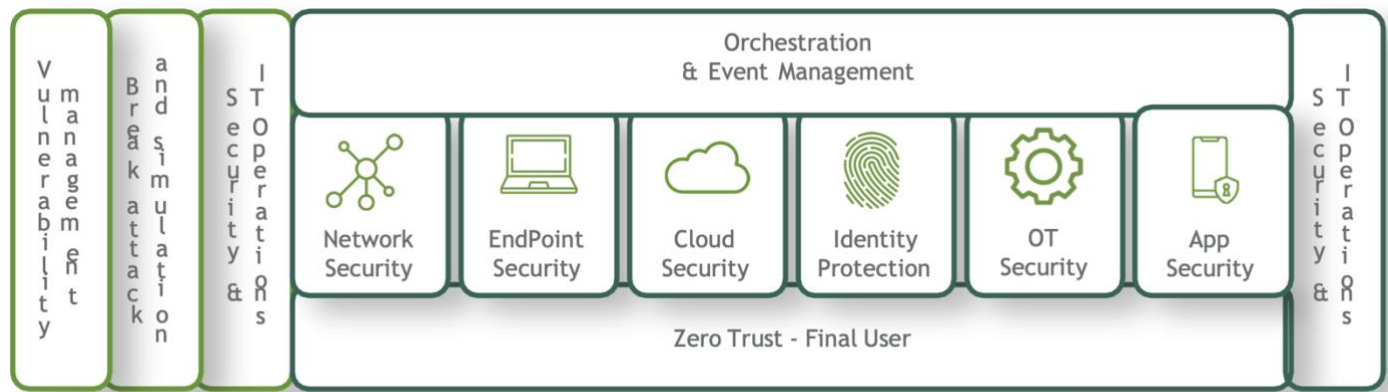 Vulnerability
management
Break attack
and simulation
Security &
IT Operations
Orchestration
& Event Management
Network
Security
EndPoint
Security
Cloud
Security
Identity
Protection
OT
Security
App
Security
Zero Trust - Final User
Security &
IT Operations